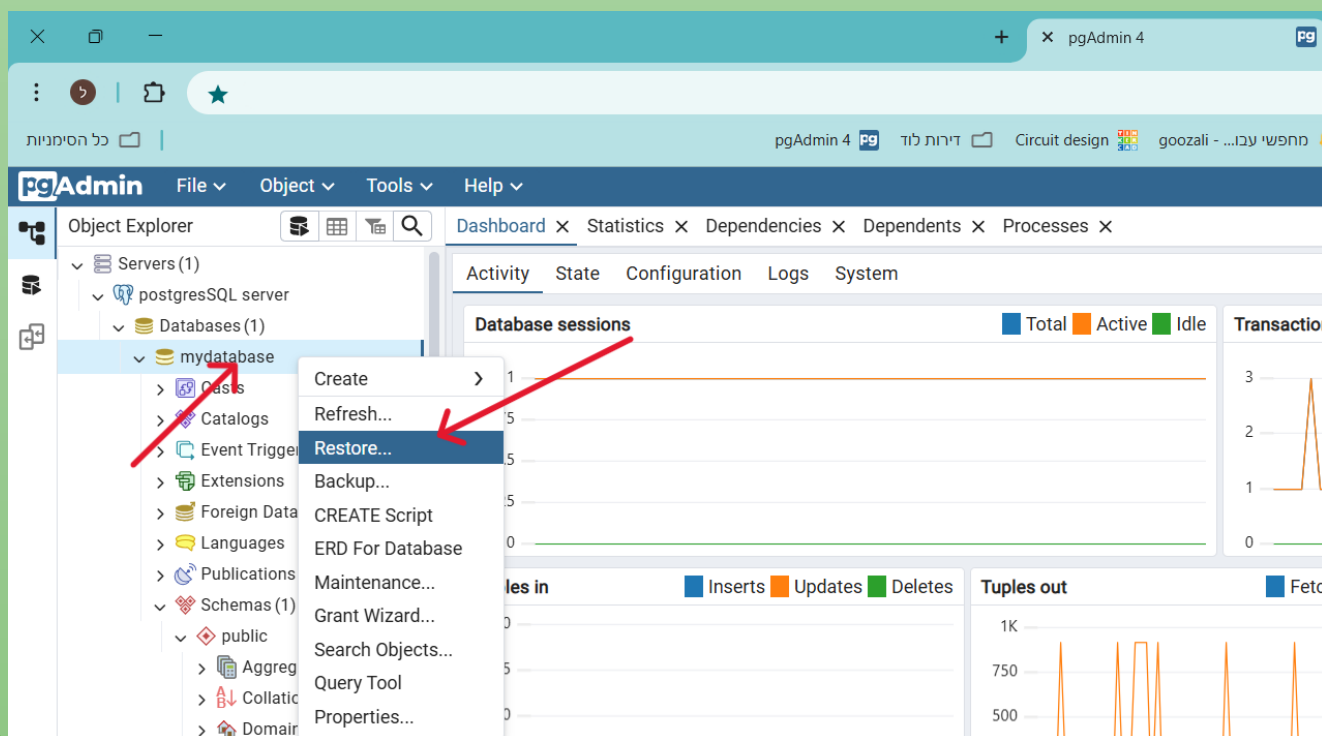 pgAdmin 4
כל הסימניות
pgAdmin 4
דירות לוד
Circuit design
מחפשי עבו... - goozali
pgAdmin
File Object Tools Help
Object Explorer
Dashboard Statistics Dependencies Dependents Processes
Servers (1)
postgresSQL server
Databases (1)
mydatabase
Casts
Catalogs
Event Trigger
Extensions
Foreign Data
Languages
Publications
Schemas (1)
public
Aggreg
Collatio
Domain
Create
Refresh...
Restore...
Backup...
CREATE Script
ERD For Database
Maintenance...
Grant Wizard...
Search Objects...
Query Tool
Properties...
Activity State Configuration Logs System
Database sessions Total Active Idle
1
0
Transactio
3
2
1
0
les in Inserts Updates Deletes
Tuples out Fetc
1K
750
500